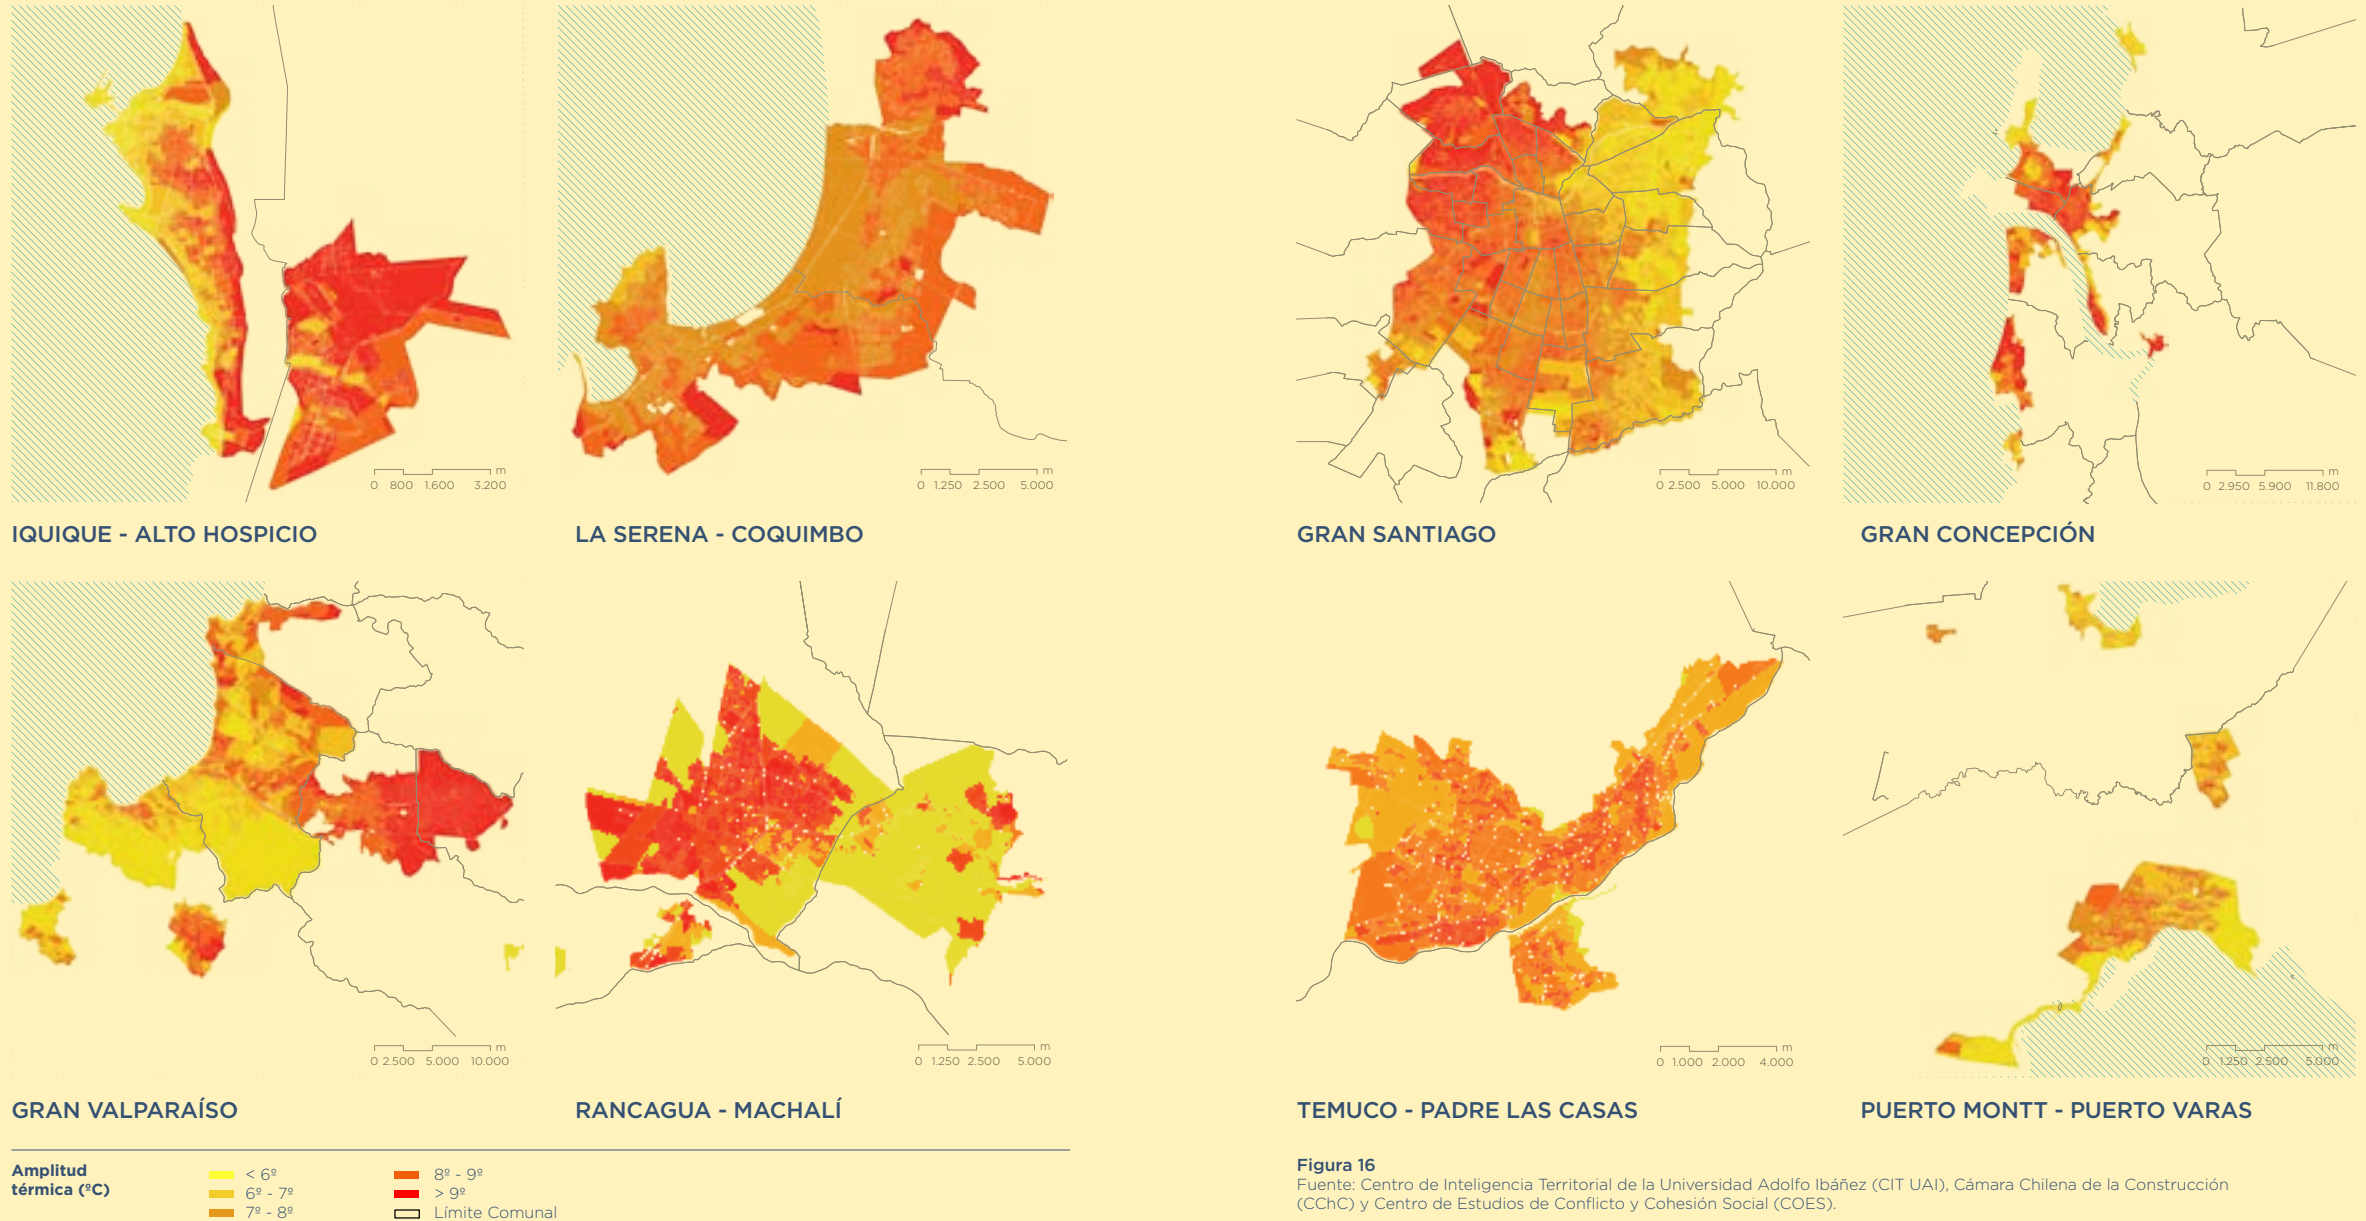 m
0 800 1.600 3.200
m
0 1.250 2.500 5.000
m
0 2.500 5.000 10.000
m
0 2.950 5.900 11.800
IQUIQUE - ALTO HOSPICIO
LA SERENA - COQUIMBO
GRAN SANTIAGO
GRAN CONCEPCIÓN
m
0 2.500 5.000 10.000
m
0 1.250 2.500 5.000
m
0 1.000 2.000 4.000
m
0 1.250 2.500 5.000
GRAN VALPARAÍSO
RANCAGUA - MACHALÍ
TEMUCO - PADRE LAS CASAS
PUERTO MONTT - PUERTO VARAS
Amplitud
térmica (ºC)
< 6º
6º - 7º
7º - 8º
8º - 9º
> 9º
Límite Comunal
Figura 16
Fuente: Centro de Inteligencia Territorial de la Universidad Adolfo Ibáñez (CIT UAI), Cámara Chilena de la Construcción
(CChC) y Centro de Estudios de Conflicto y Cohesión Social (COES).